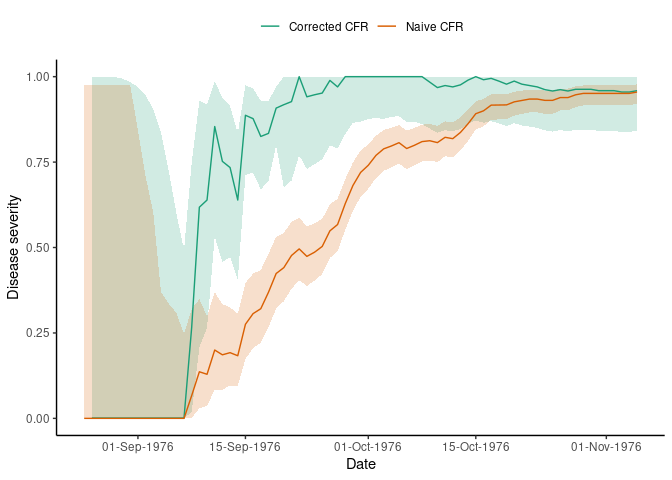 Corrected CFR Naive CFR
1.00
0.75
0.50
0.25
0.00
Disease severity
01-Sep-1976 15-Sep-1976 01-Oct-1976 15-Oct-1976 01-Nov-1976
Date